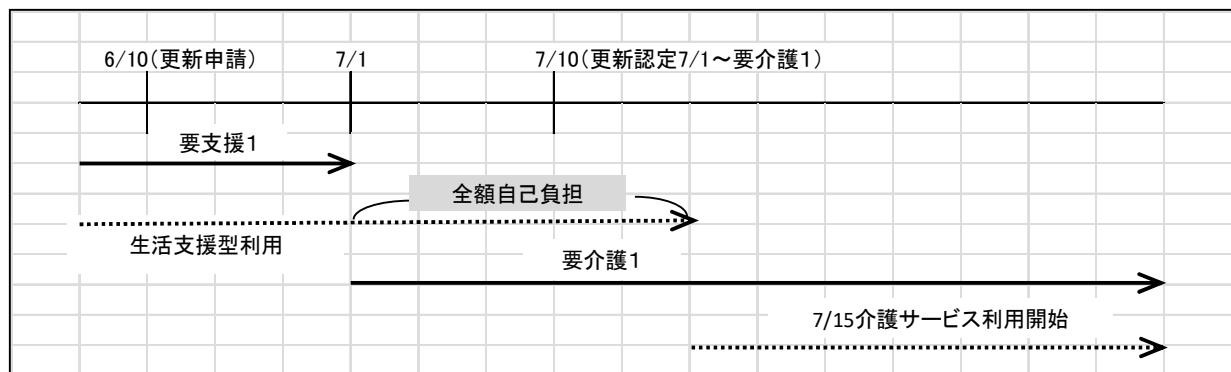 6/10(更新申請)
7/1
7/10(更新認定7/1～要介護1)
要支援1
全額自己負担
生活支援型利用
要介護1
7/15介護サービス利用開始